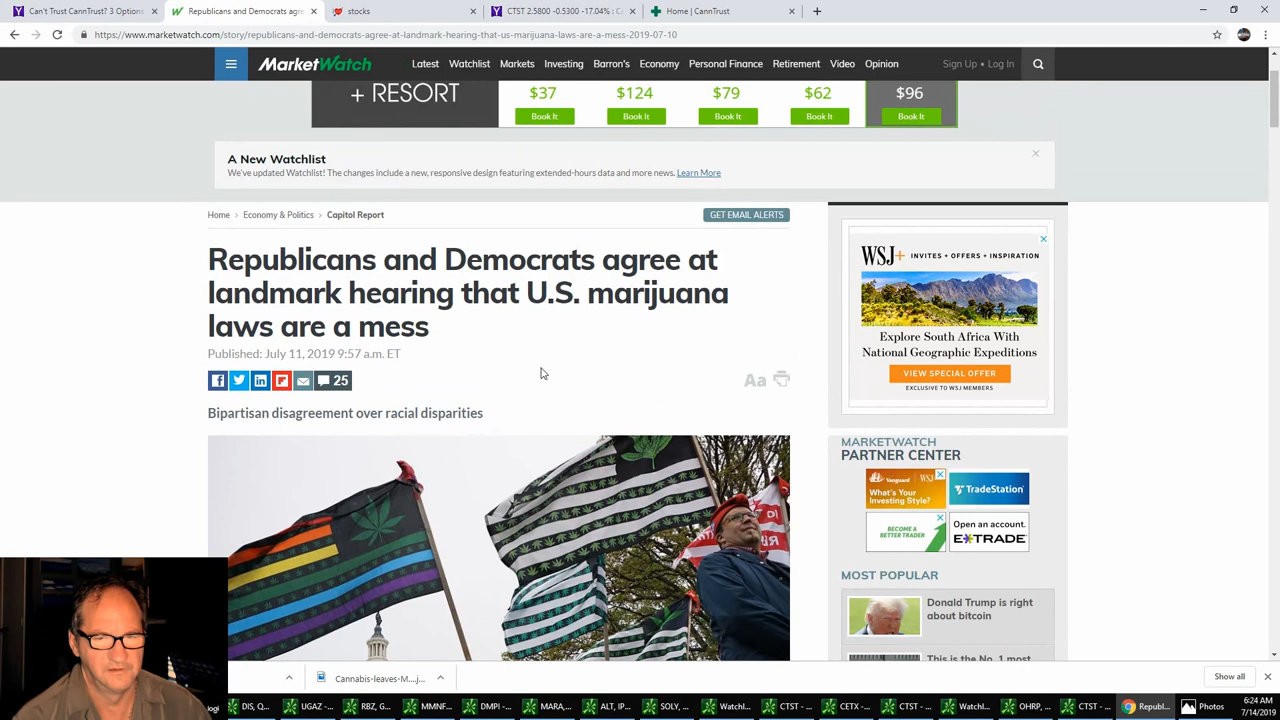 Can't Trust CannTrust? 3 Options
Republicans and Democrats agre
stocks
CTST 2.5800 -0.5300 -17.04% : Ca
Home | CannTrust
https://www.marketwatch.com/story/republicans-and-democrats-agree-at-landmark-hearing-that-us-marijuana-laws-are-a-mess-2019-07-10
MarketWatch
Latest Watchlist Markets Investing Barron's Economy Personal Finance Retirement Video Opinion
Sign Up • Log In
+ RESORT
$37 $124 $79 $62 $96
Book It Book It Book It Book It Book It
A New Watchlist
We've updated Watchlist! The changes include a new, responsive design featuring extended-hours data and more news. Learn More
Home > Economy & Politics > Capitol Report
GET EMAIL ALERTS
Republicans and Democrats agree at
landmark hearing that U.S. marijuana
laws are a mess
Published: July 11, 2019 9:57 a.m. ET
25
Aa
Bipartisan disagreement over racial disparities
WSJ+ INVITES + OFFERS + INSPIRATION
Explore South Africa With
National Geographic Expeditions
VIEW SPECIAL OFFER
EXCLUSIVE TO WSJ MEMBERS
MARKETWATCH
PARTNER CENTER
Vanguard WSJ+
What's Your
Investing Style?
TradeStation
BECOME A
BETTER TRADER
Open an account.
E*TRADE
MOST POPULAR
Donald Trump is right
about bitcoin
This is the No. 1 most
Cannabis-leaves-M....j...
Show all
logi
DIS, Q...
UGAZ -...
RBZ, G...
MMNF...
DMPI -...
MARA,...
ALT, IP...
SOLY, ...
Watchl...
CTST -...
CETX -...
CTST -...
Watchl...
OHRP, ...
CTST -...
Republ...
Photos
6:24 AM
7/14/2019